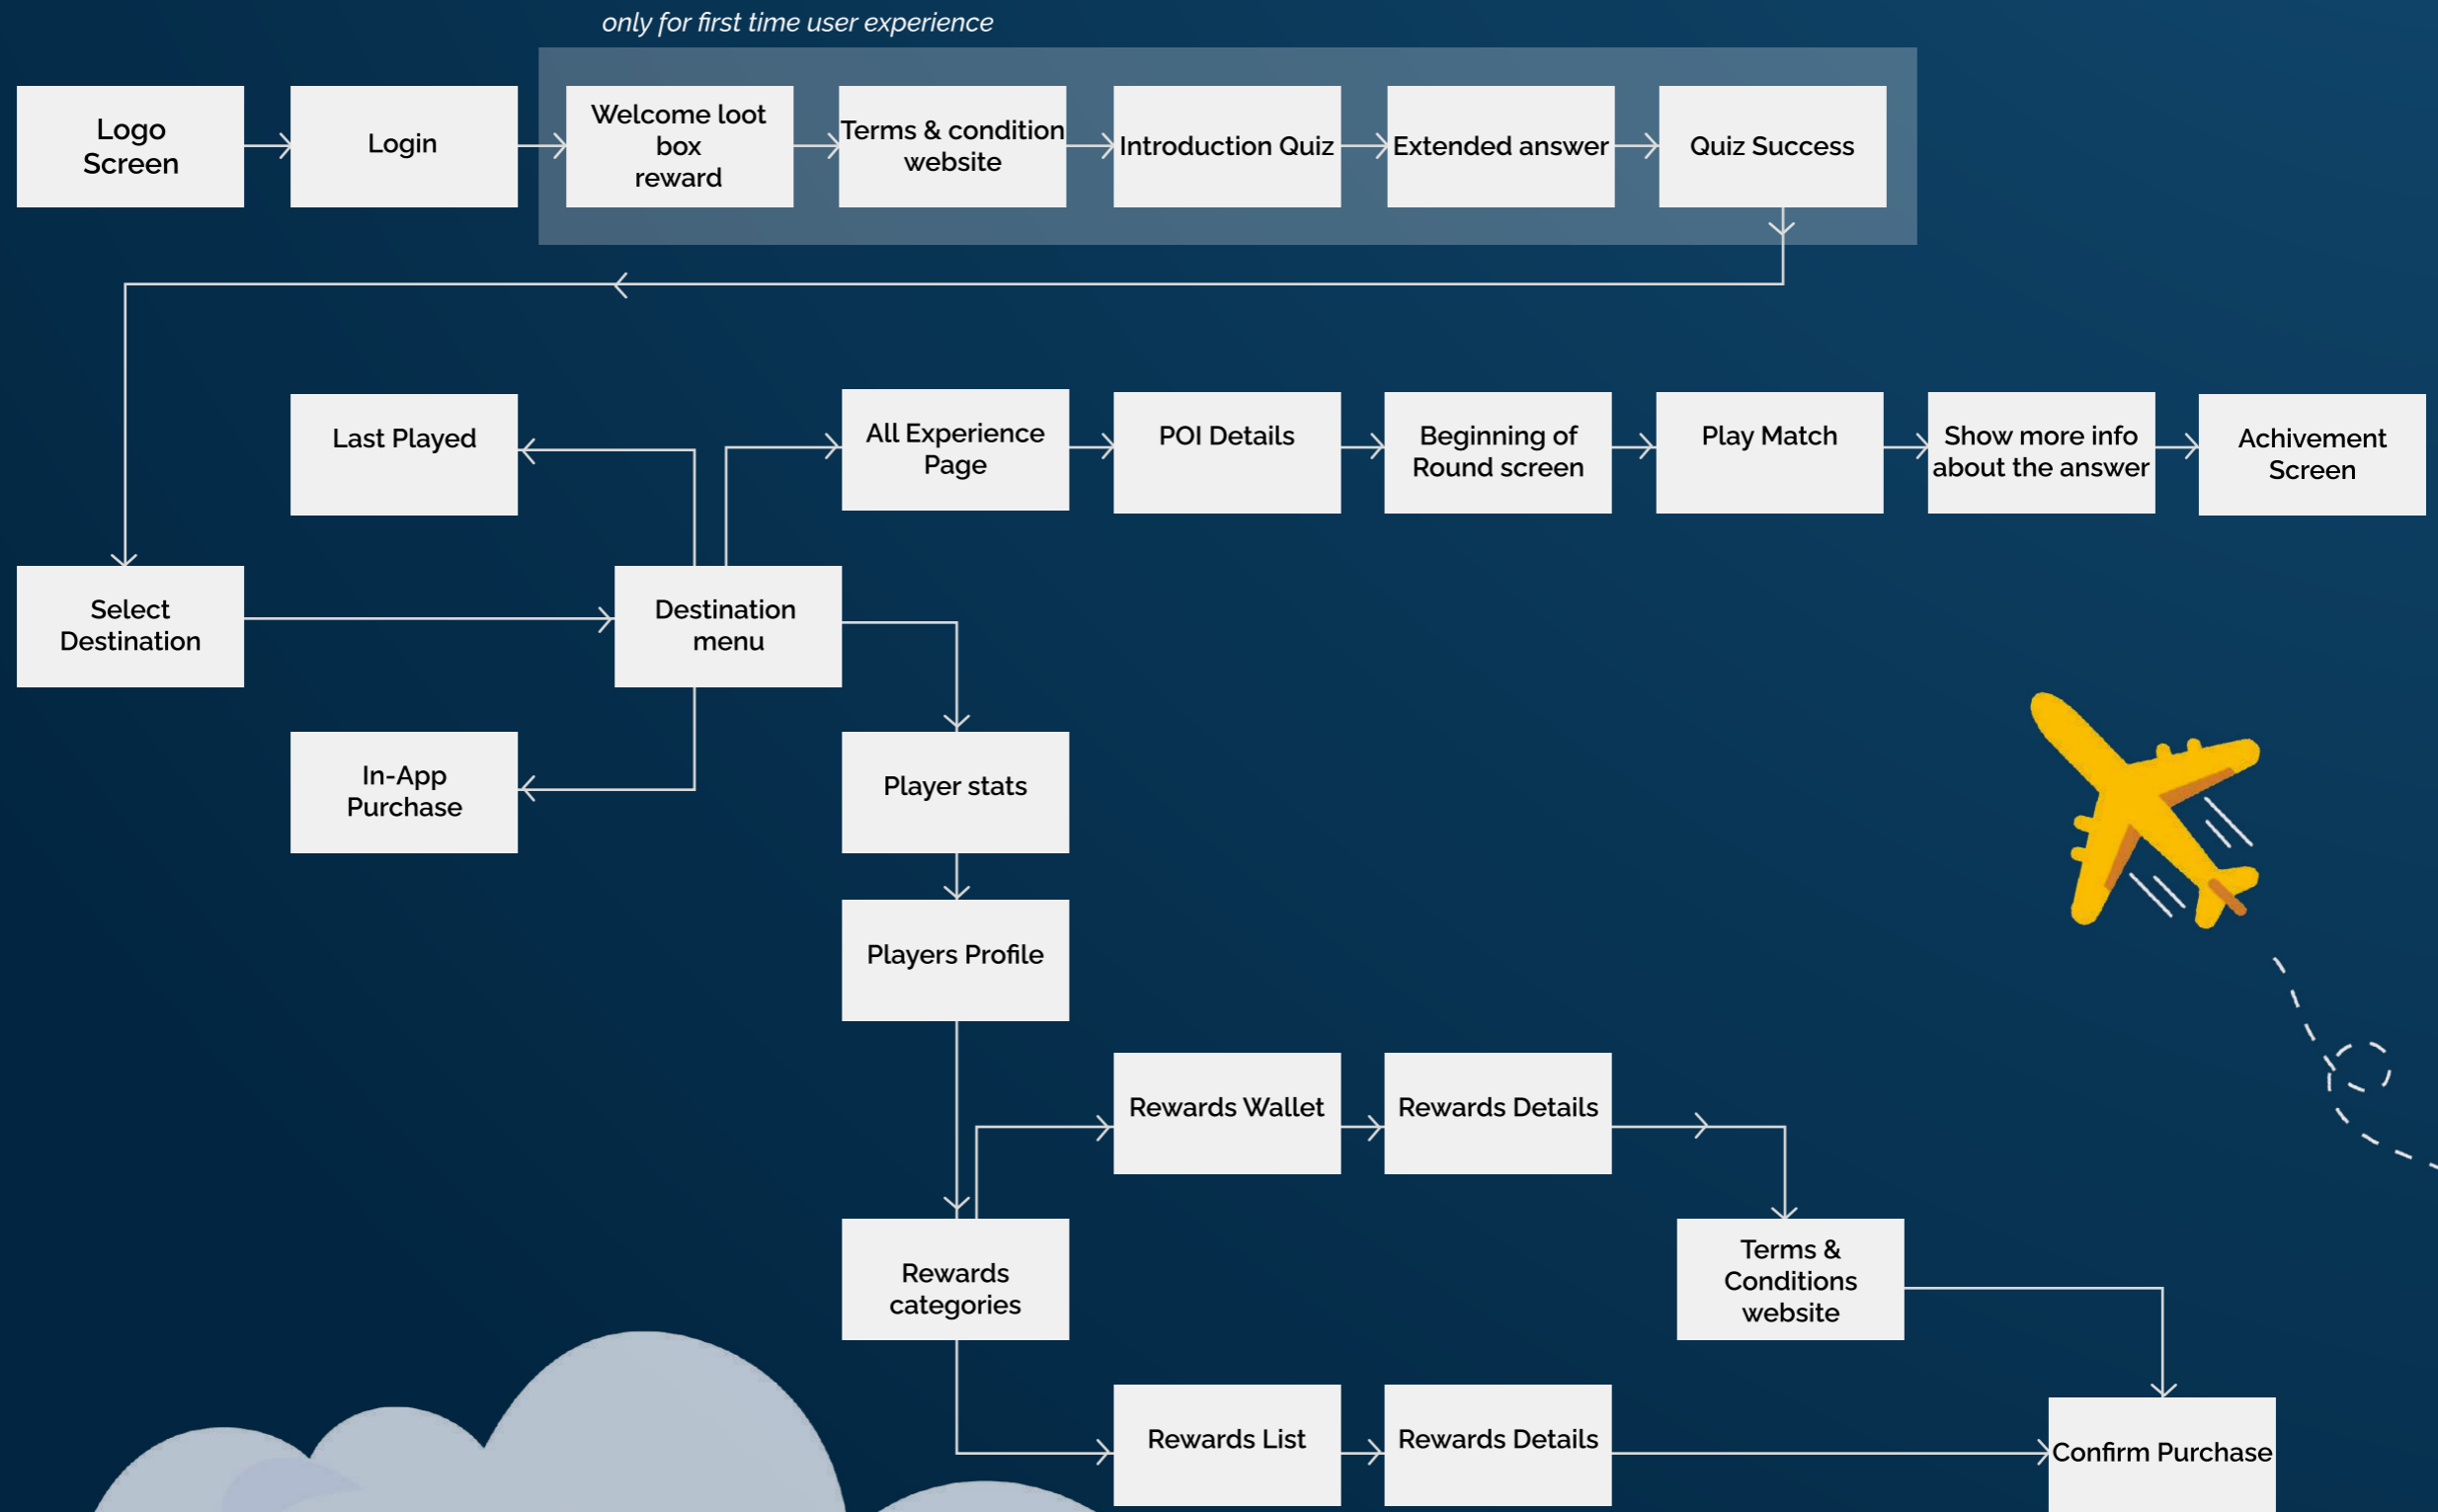 only for first time user experience
Logo
Screen
Login
Welcome loot
box
reward
Terms & condition
website
Introduction Quiz
Extended answer
Quiz Success
Last Played
All Experience
Page
POI Details
Beginning of
Round screen
Play Match
Show more info
about the answer
Achivement
Screen
Select
Destination
Destination
menu
In-App
Purchase
Player stats
Players Profile
Rewards Wallet
Rewards Details
Rewards
categories
Terms &
Conditions
website
Rewards List
Rewards Details
Confirm Purchase